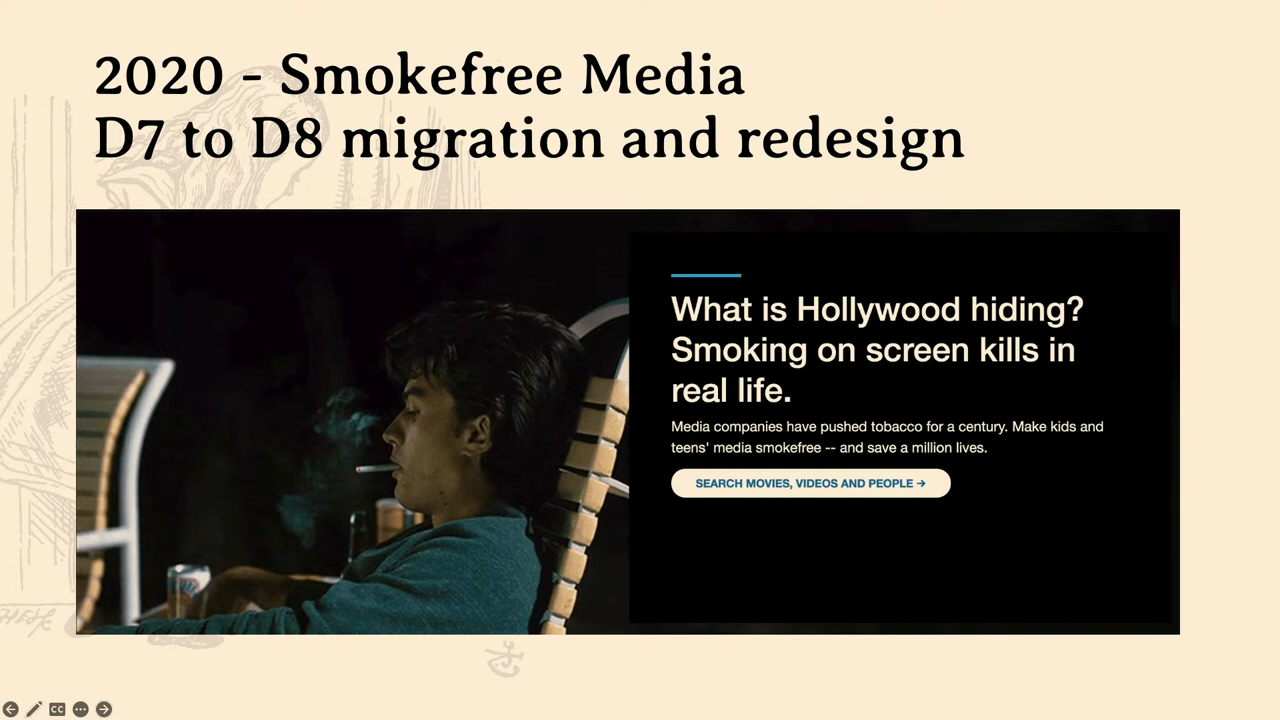 2020 - Smokefree Media
D7 to D8 migration and redesign
What is Hollywood hiding?
Smoking on screen kills in
real life.
Media companies have pushed tobacco for a century. Make kids and
teens' media smokefree -- and save a million lives.
SEARCH MOVIES, VIDEOS AND PEOPLE →
CC